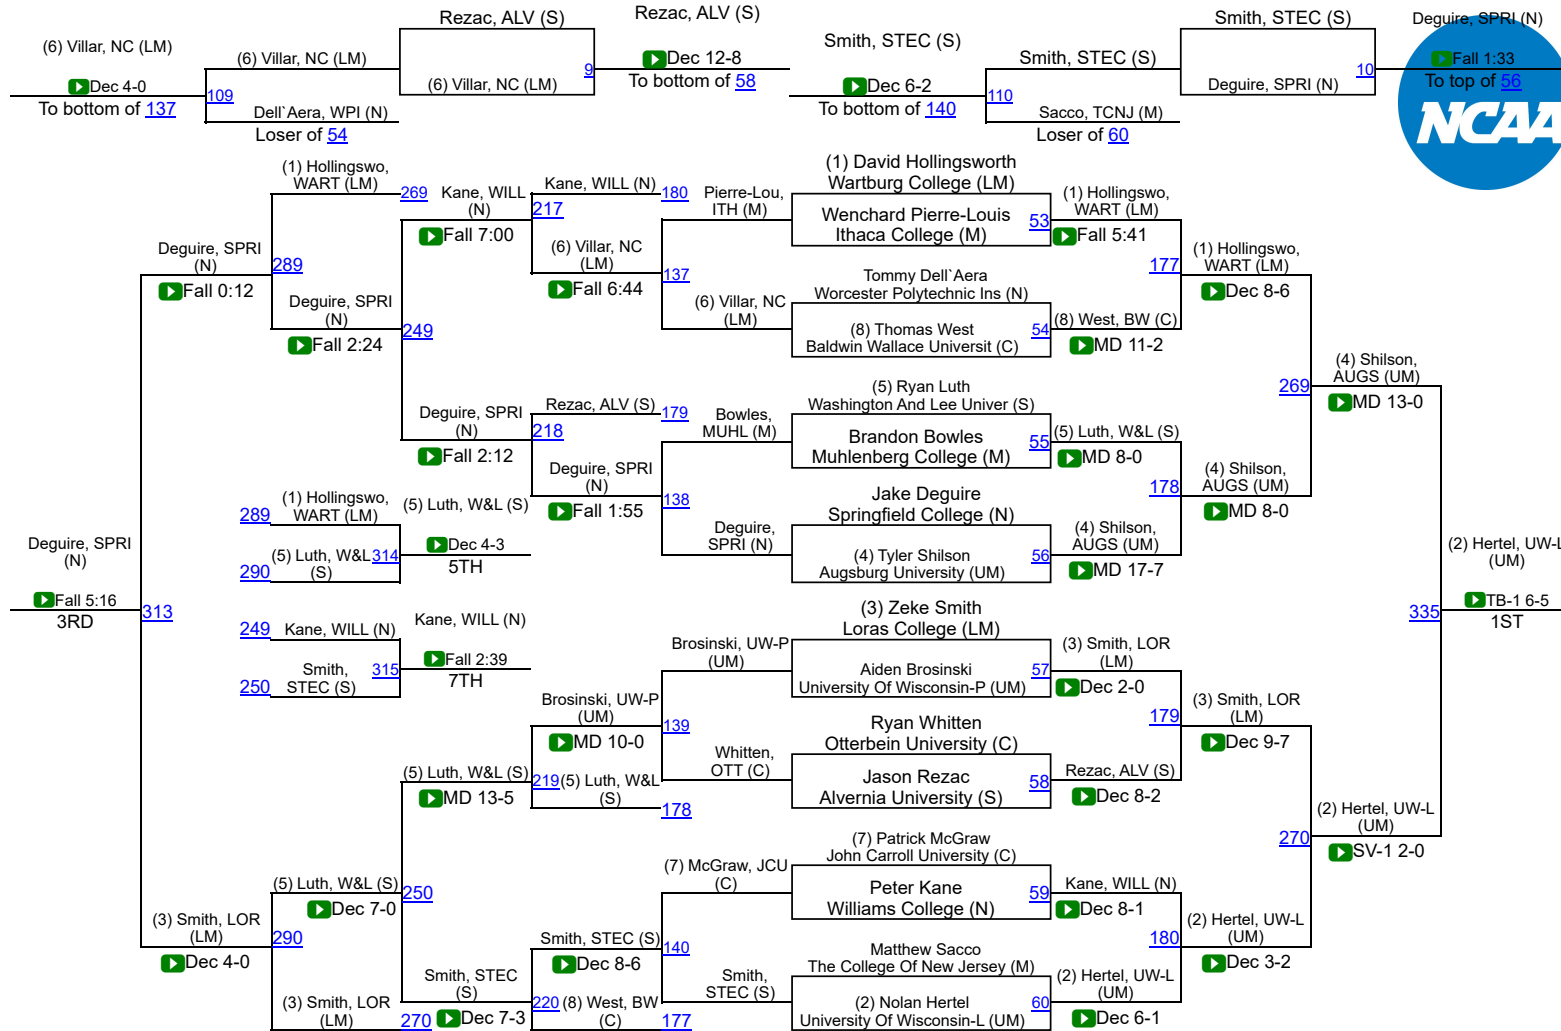 Rezac, ALV (S)
Rezac, ALV (S)
Smith, STEC (S)
Deguire, SPRI (N)
(6) Villar, NC (LM)
(6) Villar, NC (LM)
Smith, STEC (S)
Smith, STEC (S)
Dec 4-0
(6) Villar, NC (LM)
9
Dec 12-8
Dec 6-2
Deguire, SPRI (N)
10
Fall 1:33
To bottom of 137
109
To bottom of 58
To bottom of 140
110
To top of 56
Dell`Aera, WPI (N)
Sacco, TCNJ (M)
Loser of 54
Loser of 60
NCAA
(1) Hollingswo,
WART (LM)
269
Kane, WILL
(N)
217
Kane, WILL (N)
180
Pierre-Lou,
ITH (M)
(1) David Hollingsworth
Wartburg College (LM)
Wenchard Pierre-Louis
Ithaca College (M)
53
(1) Hollingswo,
WART (LM)
Fall 5:41
Deguire, SPRI
(N)
Fall 0:12
289
Fall 7:00
(6) Villar, NC
(LM)
Fall 6:44
137
Tommy Dell`Aera
Worcester Polytechnic Ins (N)
177
(1) Hollingswo,
WART (LM)
Dec 8-6
Deguire, SPRI
(N)
Fall 2:24
249
(6) Villar, NC
(LM)
(8) Thomas West
Baldwin Wallace Universit (C)
54
(8) West, BW (C)
MD 11-2
269
(4) Shilson,
AUGS (UM)
MD 13-0
Deguire, SPRI
(N)
Fall 2:12
218
Rezac, ALV (S)
179
Bowles,
MUHL (M)
(5) Ryan Luth
Washington And Lee Univer (S)
Brandon Bowles
Muhlenberg College (M)
55
(5) Luth, W&L (S)
MD 8-0
Deguire, SPRI
(N)
Fall 1:55
138
Jake Deguire
Springfield College (N)
178
(4) Shilson,
AUGS (UM)
MD 8-0
289
(1) Hollingswo,
WART (LM)
(5) Luth, W&L (S)
Deguire,
SPRI (N)
(4) Tyler Shilson
Augsburg University (UM)
56
(4) Shilson,
AUGS (UM)
MD 17-7
Deguire, SPRI
(N)
Fall 5:16
3RD
313
290
(5) Luth, W&L
(S)
314
Dec 4-3
5TH
(2) Hertel, UW-L
(UM)
TB-1 6-5
1ST
335
249
Kane, WILL (N)
Kane, WILL (N)
250
Smith,
STEC (S)
315
Fall 2:39
7TH
Brosinski, UW-P
(UM)
(3) Zeke Smith
Loras College (LM)
Aiden Brosinski
University Of Wisconsin-P (UM)
57
(3) Smith, LOR
(LM)
Dec 2-0
Brosinski, UW-P
(UM)
MD 10-0
139
Ryan Whitten
Otterbein University (C)
179
(3) Smith, LOR
(LM)
Dec 9-7
(5) Luth, W&L (S)
MD 13-5
219
(5) Luth, W&L
(S)
178
Whitten,
OTT (C)
Jason Rezac
Alvernia University (S)
58
Rezac, ALV (S)
Dec 8-2
270
(2) Hertel, UW-L
(UM)
SV-1 2-0
(5) Luth, W&L (S)
Dec 7-0
250
(7) McGraw, JCU
(C)
(7) Patrick McGraw
John Carroll University (C)
Peter Kane
Williams College (N)
59
Kane, WILL (N)
Dec 8-1
(3) Smith, LOR
(LM)
Dec 4-0
290
Smith, STEC (S)
Dec 8-6
140
Matthew Sacco
The College Of New Jersey (M)
180
(2) Hertel, UW-L
(UM)
Dec 3-2
(3) Smith, LOR
(LM)
270
Smith, STEC
(S)
Dec 7-3
220
(8) West, BW
(C)
177
Smith,
STEC (S)
(2) Nolan Hertel
University Of Wisconsin-L (UM)
60
(2) Hertel, UW-L
(UM)
Dec 6-1